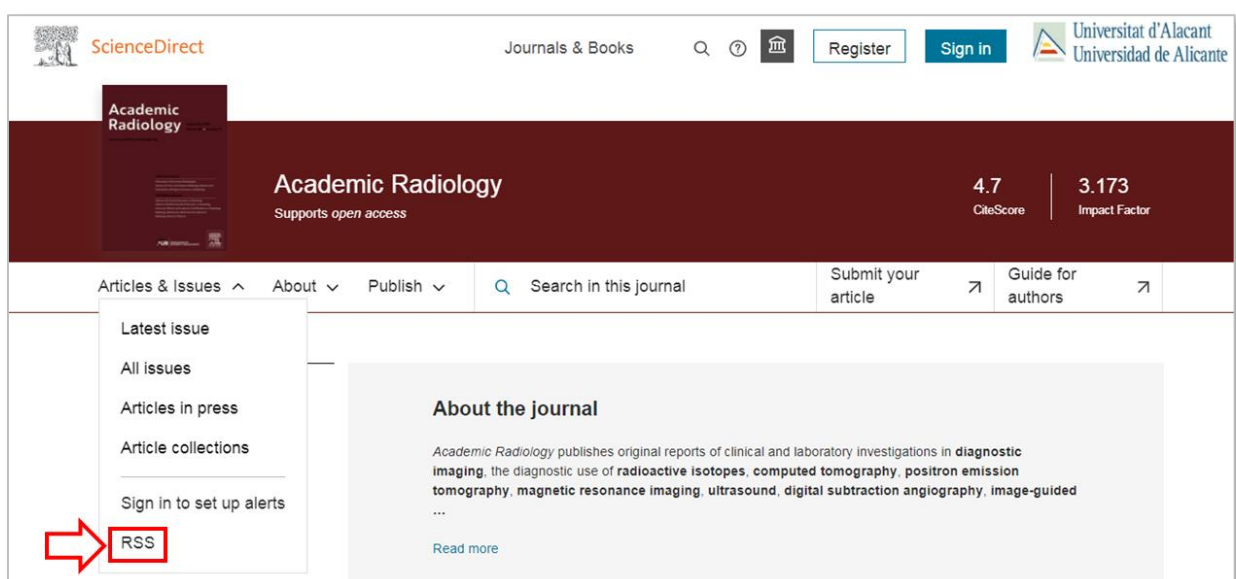 ScienceDirect
Journals & Books
Register
Sign in
Universitat d'Alacant
Universidad de Alicante
Academic
Radiology
Academic Radiology
Supports open access
4.7
CiteScore
3.173
Impact Factor
Articles & Issues
About
Publish
Search in this journal
Submit your
article
Guide for
authors
Latest issue
All issues
Articles in press
Article collections
Sign in to set up alerts
RSS
About the journal
Academic Radiology publishes original reports of clinical and laboratory investigations in diagnostic
imaging, the diagnostic use of radioactive isotopes, computed tomography, positron emission
tomography, magnetic resonance imaging, ultrasound, digital subtraction angiography, image-guided
...
Read more